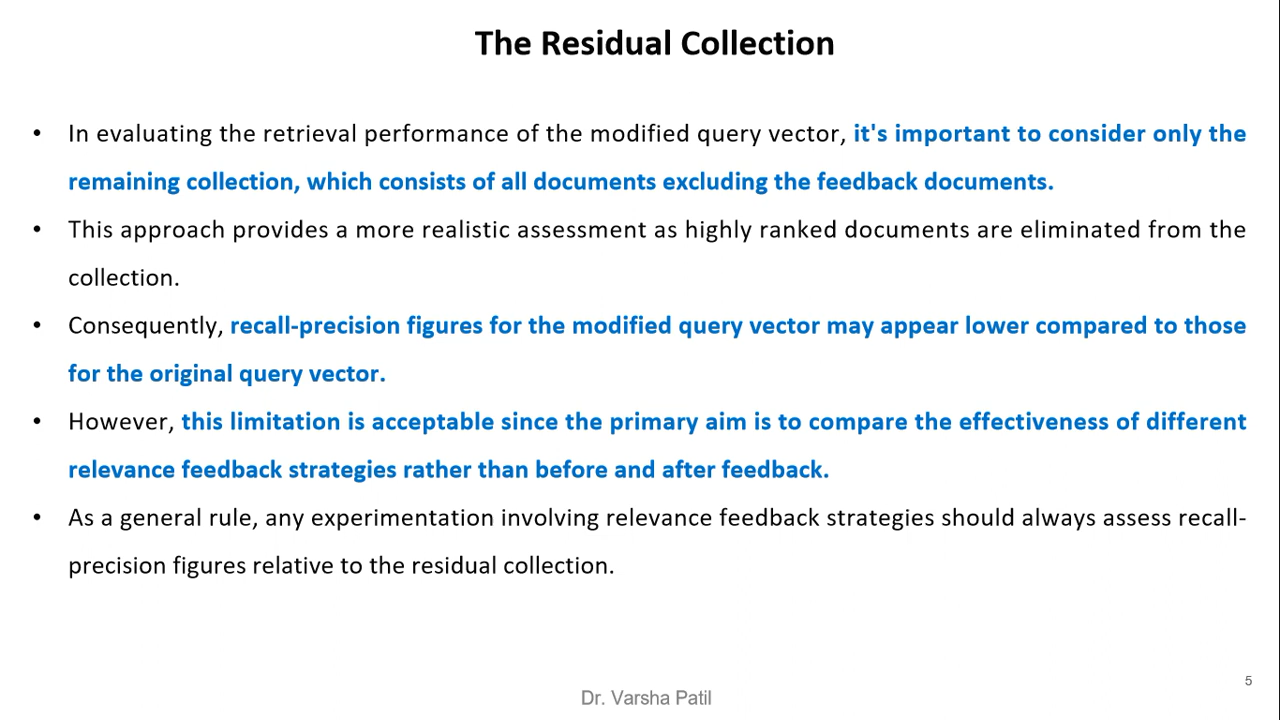 The Residual Collection
• In evaluating the retrieval performance of the modified query vector, it's important to consider only the
remaining collection, which consists of all documents excluding the feedback documents.
• This approach provides a more realistic assessment as highly ranked documents are eliminated from the
collection.
• Consequently, recall-precision figures for the modified query vector may appear lower compared to those
for the original query vector.
• However, this limitation is acceptable since the primary aim is to compare the effectiveness of different
relevance feedback strategies rather than before and after feedback.
• As a general rule, any experimentation involving relevance feedback strategies should always assess recall-
precision figures relative to the residual collection.
5
Dr. Varsha Patil